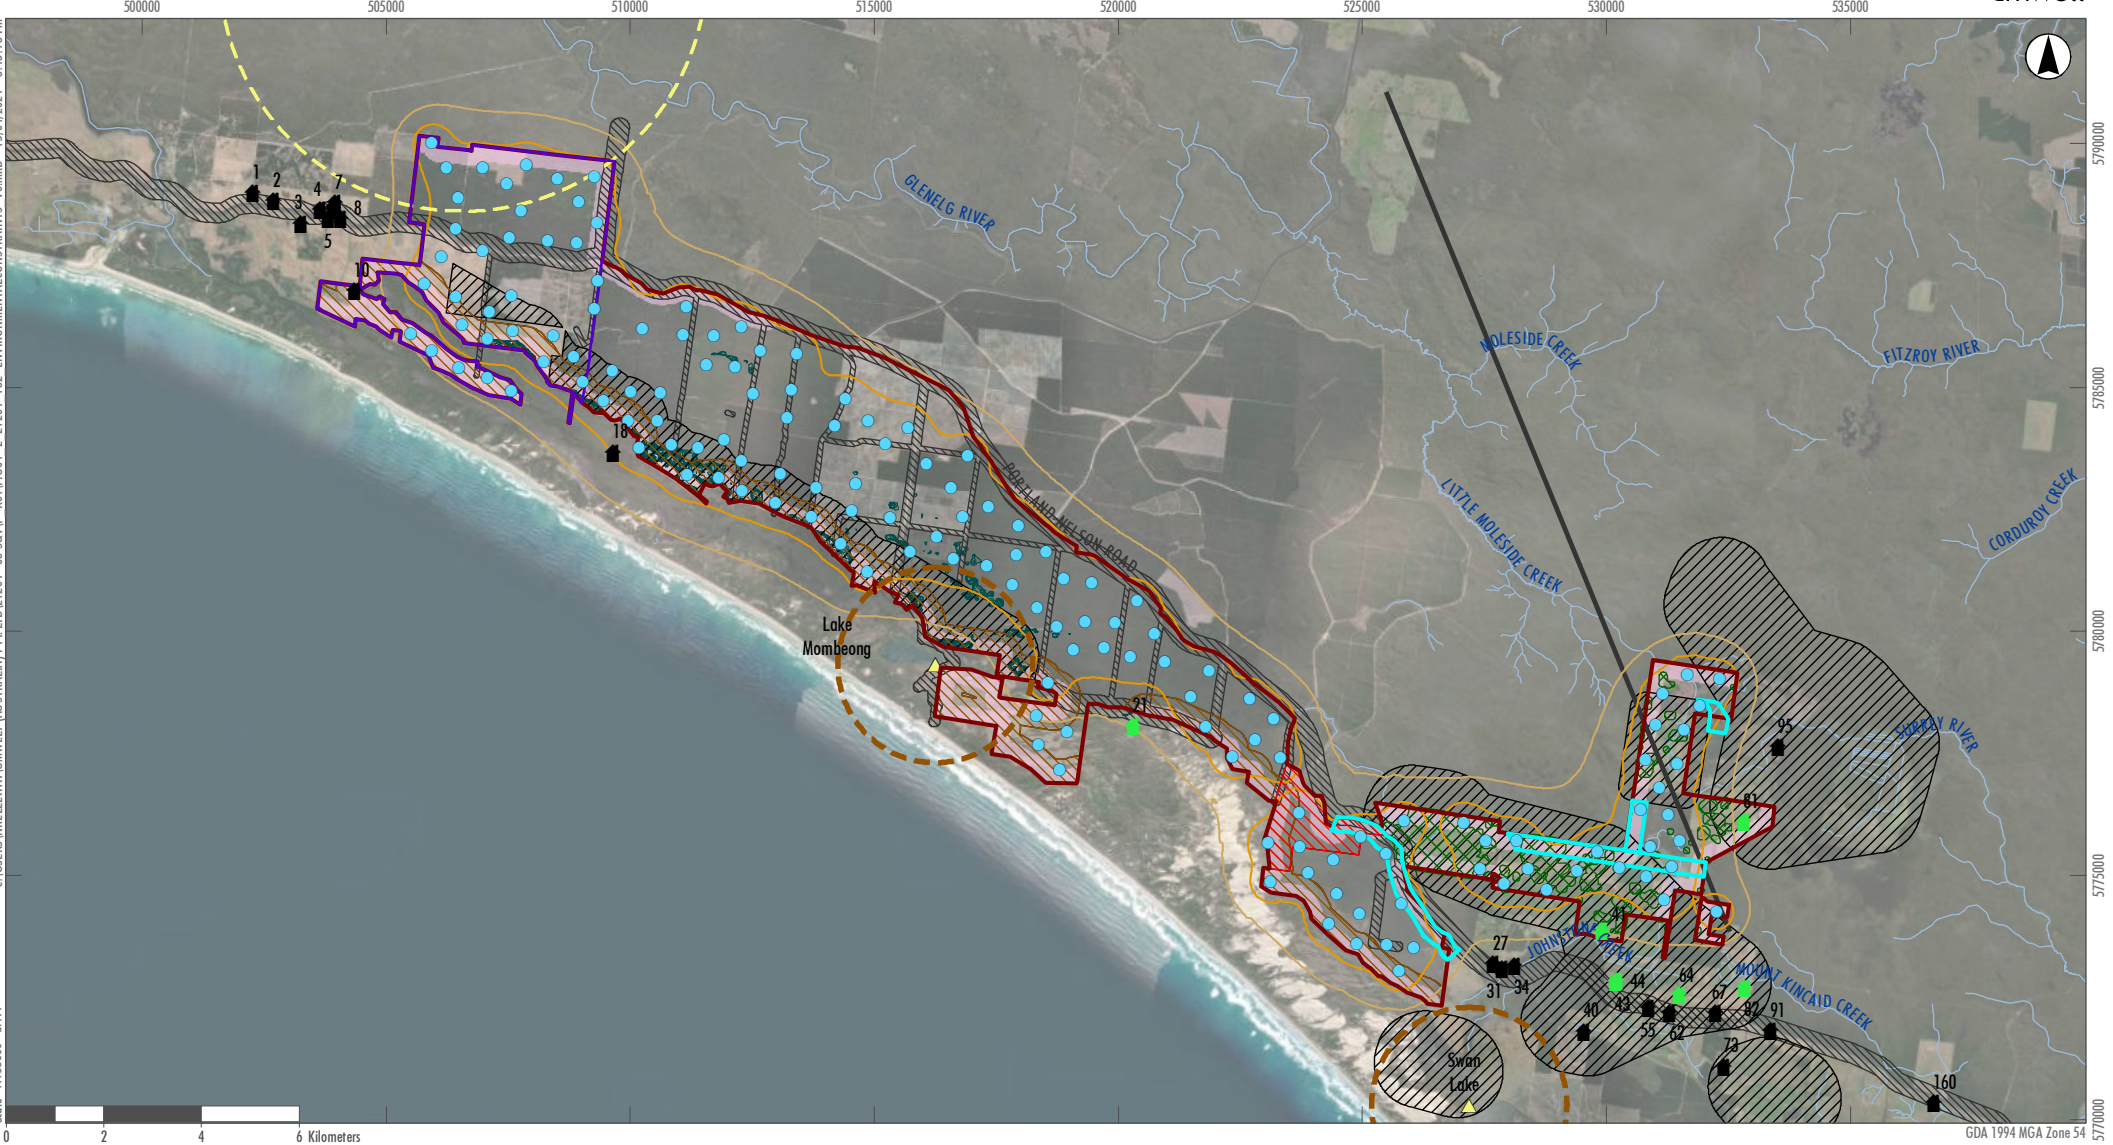 500000 505000 510000 515000 520000 525000 530000 535000
5790000
5785000
5780000
5775000
5770000
GLENELG RIVER
MOLESIDE CREEK
FITZROY RIVER
LITTLE MOLESIDE CREEK
CORDUROY CREEK
PORTLAND-NELSON ROAD
SURREY RIVER
JOHNSTONE CREEK
MOUNT KINCAID CREEK
Lake
Mombeong
Swan
Lake
1
2
3
4
7
8
5
10
18
21
95
81
41
27
31
34
44
43
64
67
82
91
40
55
62
73
160
0 2 4 6 Kilometers
GDA 1994 MGA Zone 54